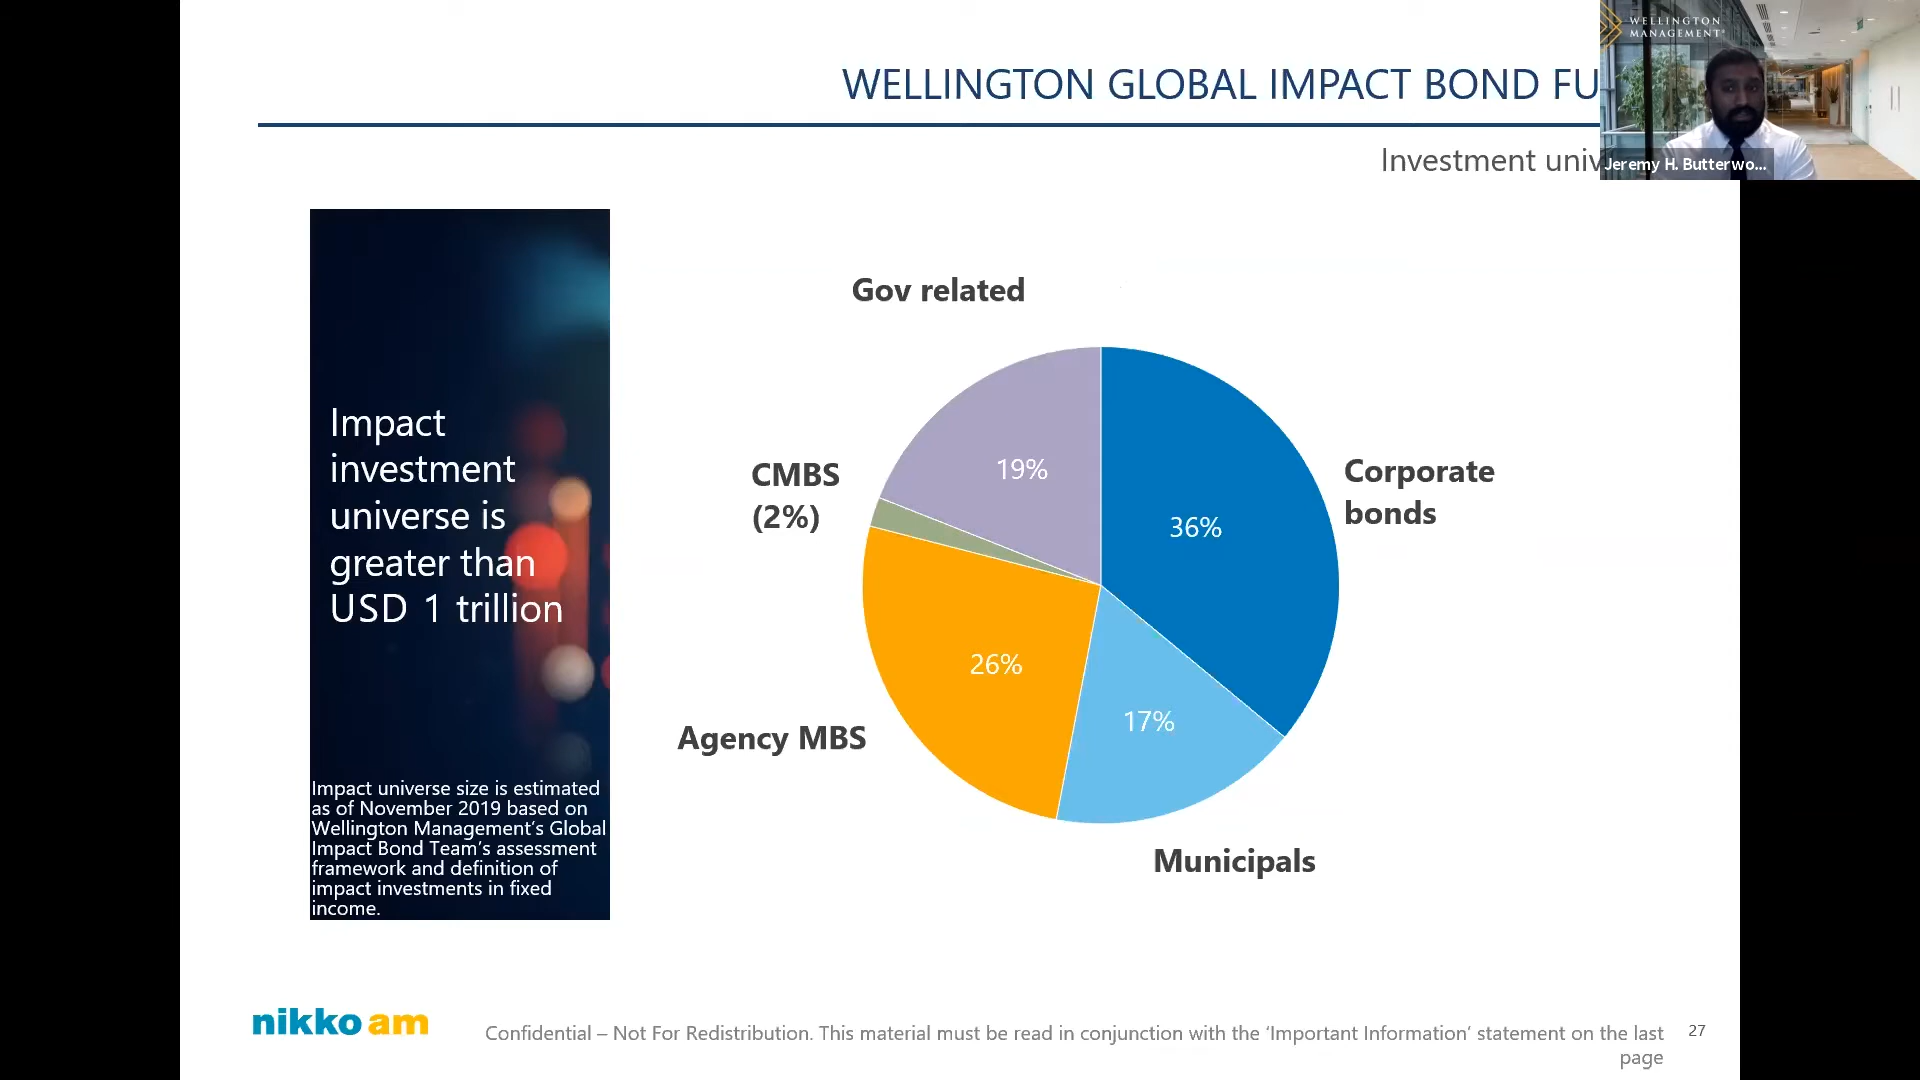 WELLINGTON
MANAGEMENT®
WELLINGTON GLOBAL IMPACT BOND FU
Jeremy H. Butterwo...
Investment univ
Impact
investment
universe is
greater than
USD 1 trillion
Impact universe size is estimated
as of November 2019 based on
Wellington Management's Global
Impact Bond Team's assessment
framework and definition of
impact investments in fixed
income.
Gov related
19%
CMBS
(2%)
Corporate
bonds
36%
26%
17%
Agency MBS
Municipals
nikko am
Confidential – Not For Redistribution. This material must be read in conjunction with the ‘Important Information’ statement on the last
page
27